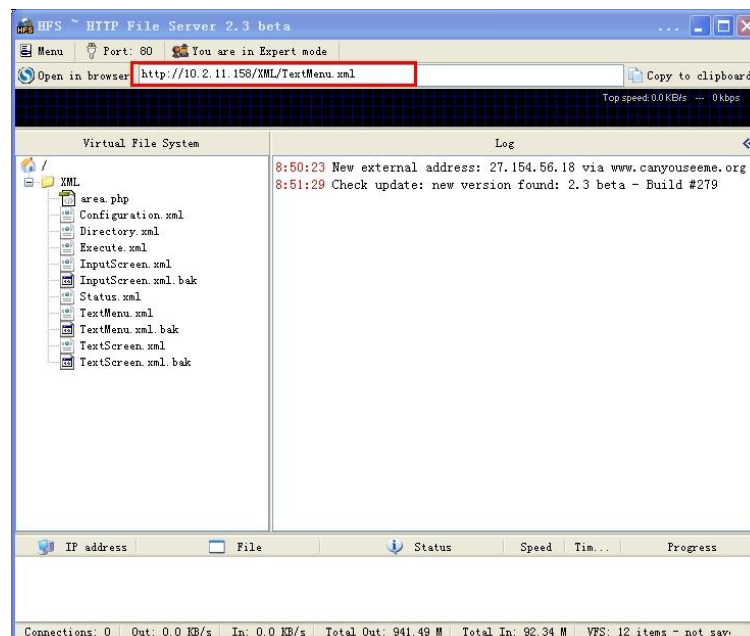 HFS ~ HTTP File Server 2.3 beta ...
Menu Port: 80 You are in Expert mode
Open in browser http://10.2.11.158/XML/TextMenu.xml Copy to clipboard
Top speed: 0.0 KB/s --- 0 kbps
Virtual File System Log
/
XML
area.php
Configuration.xml
Directory.xml
Execute.xml
InputScreen.xml
InputScreen.xml.bak
Status.xml
TextMenu.xml
TextMenu.xml.bak
TextScreen.xml
TextScreen.xml.bak
8:50:23 New external address: 27.154.56.18 via www.canyouseeme.org
8:51:29 Check update: new version found: 2.3 beta - Build #279
IP address File Status Speed Tim... Progress
Connections: 0 Out: 0.0 KB/s In: 0.0 KB/s Total Out: 941.49 M Total In: 92.34 M VFS: 12 items - not sav